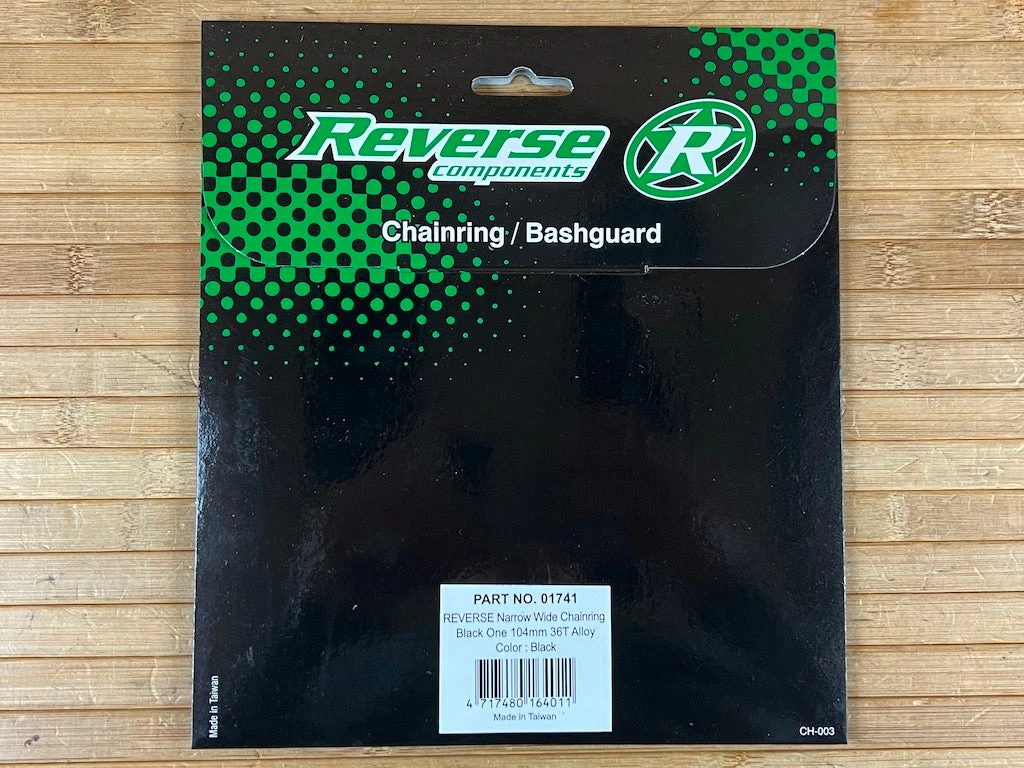 Reverse
components
R
Chainring / Bashguard
PART NO. 01741
REVERSE Narrow Wide Chainring
Black One 104mm 36T Alloy
Color : Black
4 717480 164011
Made in Taiwan
Made in Taiwan
CH-003